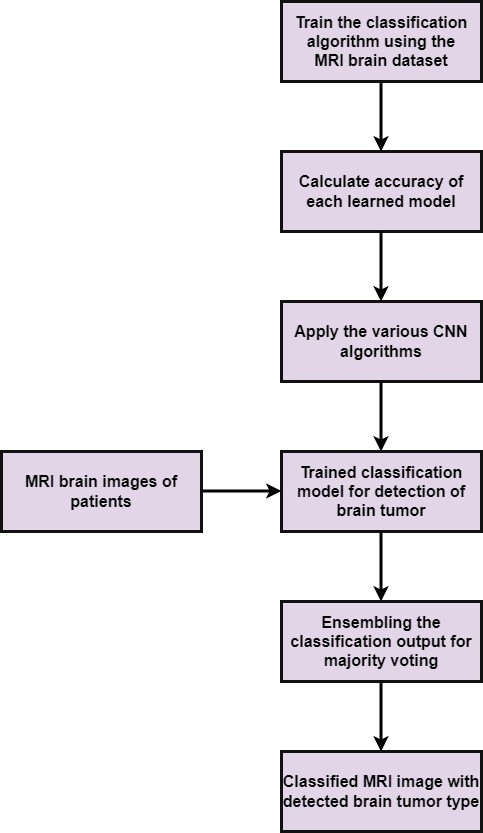 Train the classification
algorithm using the
MRI brain dataset
Calculate accuracy of
each learned model
Apply the various CNN
algorithms
MRI brain images of
patients
Trained classification
model for detection of
brain tumor
Ensembling the
classification output for
majority voting
Classified MRI image with
detected brain tumor type